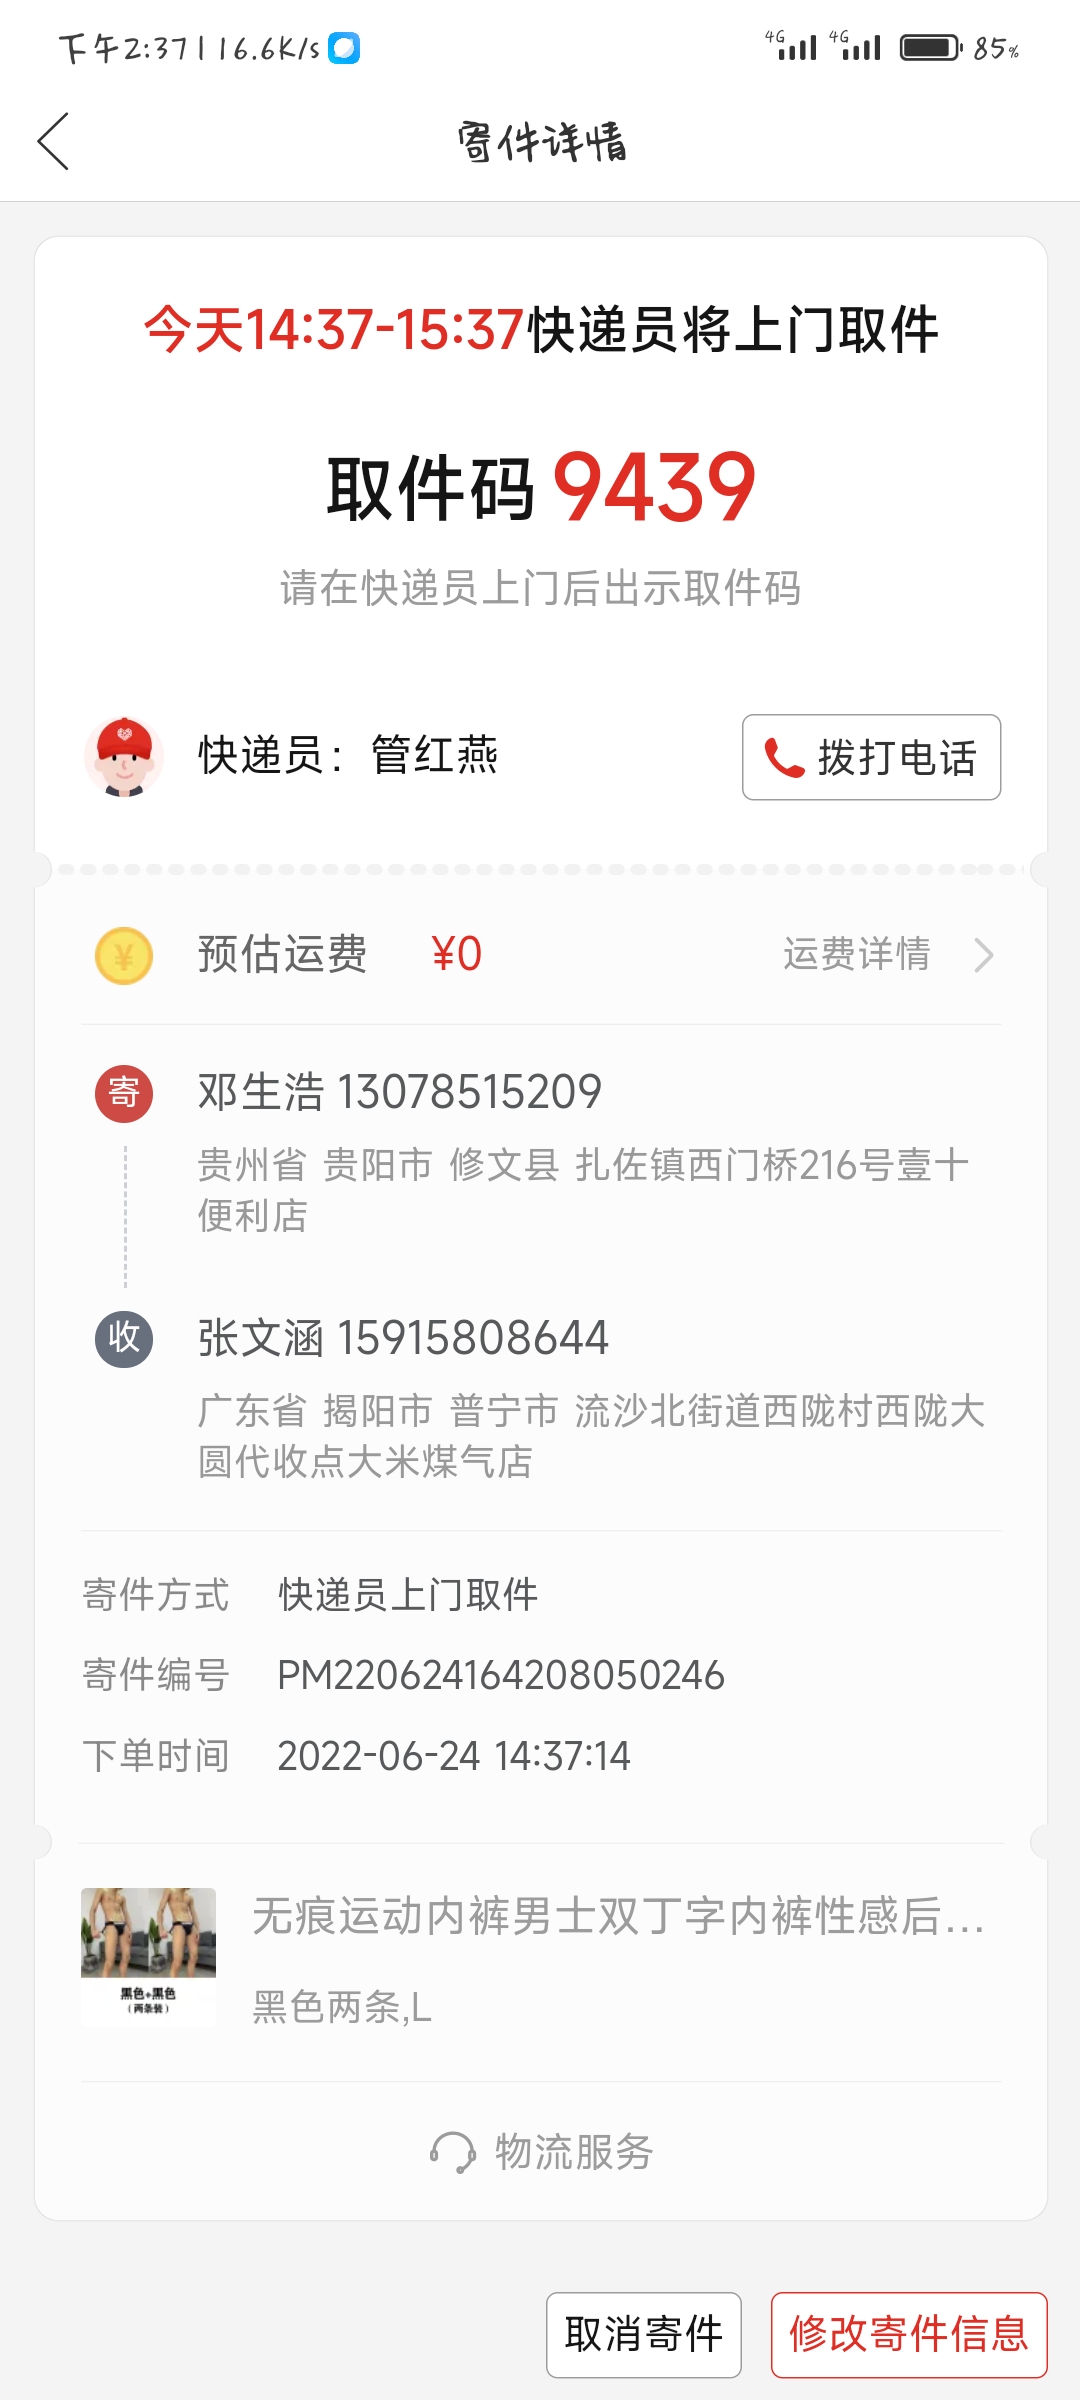 下午2:37 | 16.6K/s 4G 4G 85%
寄件详情
今天14:37-15:37快递员将上门取件
取件码 9439
请在快递员上门后出示取件码
快递员：管红燕 拨打电话
预估运费 ¥0 运费详情
寄 邓生浩 13078515209
贵州省 贵阳市 修文县 扎佐镇西门桥216号壹十
便利店
收 张文涵 15915808644
广东省 揭阳市 普宁市 流沙北街道西陇村西陇大
圆代收点大米煤气店
寄件方式 快递员上门取件
寄件编号 PM220624164208050246
下单时间 2022-06-24 14:37:14
无痕运动内裤男士双丁字内裤性感后...
黑色+黑色
（两条装）
黑色两条,L
物流服务
取消寄件 修改寄件信息